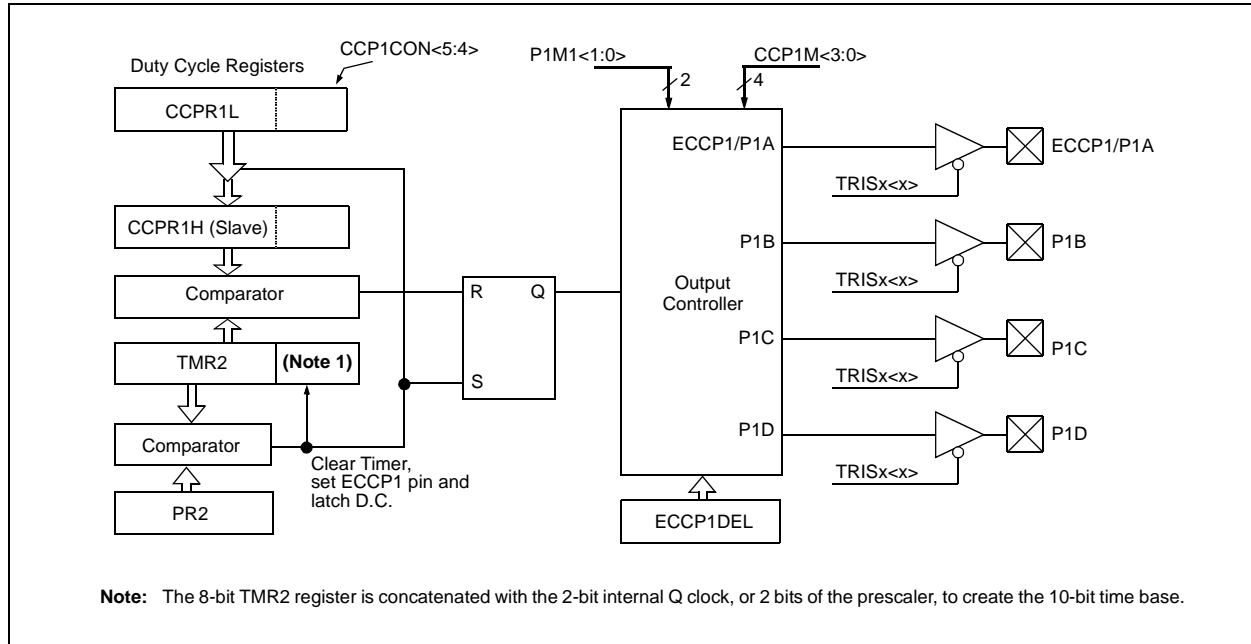 Duty Cycle Registers
CCP1CON<5:4>
CCPR1L
CCPR1H (Slave)
Comparator
TMR2
(Note 1)
Comparator
PR2
Clear Timer,
set ECCP1 pin and
latch D.C.
R
Q
S
P1M1<1:0>
2
CCP1M<3:0>
4
ECCP1/P1A
P1B
Output
Controller
P1C
P1D
ECCP1DEL
TRISx<x>
ECCP1/P1A
TRISx<x>
P1B
TRISx<x>
P1C
TRISx<x>
P1D
Note: The 8-bit TMR2 register is concatenated with the 2-bit internal Q clock, or 2 bits of the prescaler, to create the 10-bit time base.